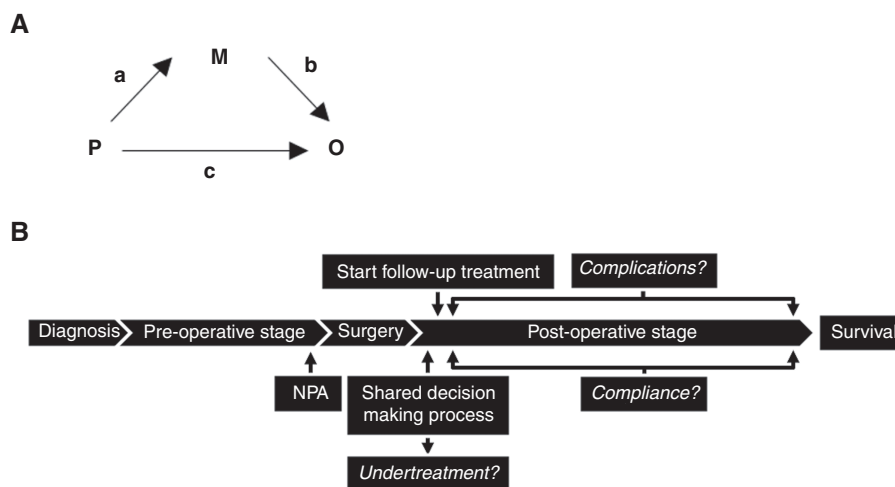 A
M
a
b
P
O
c
B
Start follow-up treatment
Complications?
Diagnosis
Pre-operative stage
Surgery
Post-operative stage
Survival
NPA
Shared decision
making process
Compliance?
Undertreatment?